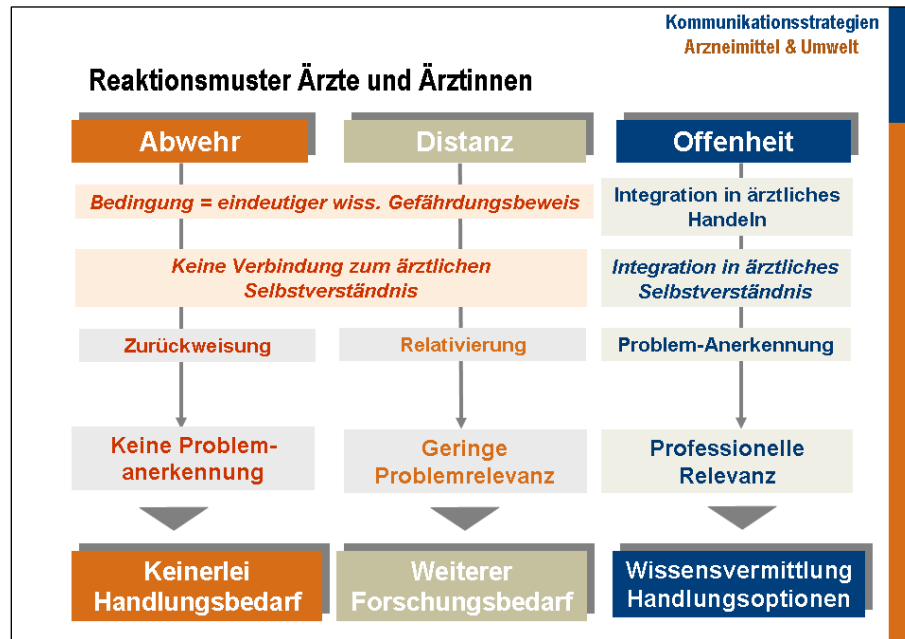 Kommunikationsstrategien
Arzneimittel & Umwelt
Reaktionsmuster Ärzte und Ärztinnen
Abwehr
Distanz
Offenheit
Bedingung = eindeutiger wiss. Gefährdungsbeweis
Integration in ärztliches
Handeln
Keine Verbindung zum ärztlichen
Selbstverständnis
Integration in ärztliches
Selbstverständnis
Zurückweisung
Relativierung
Problem-Anerkennung
Keine Problem-
anerkennung
Geringe
Problemrelevanz
Professionelle
Relevanz
Keinerlei
Handlungsbedarf
Weiterer
Forschungsbedarf
Wissensvermittlung
Handlungsoptionen